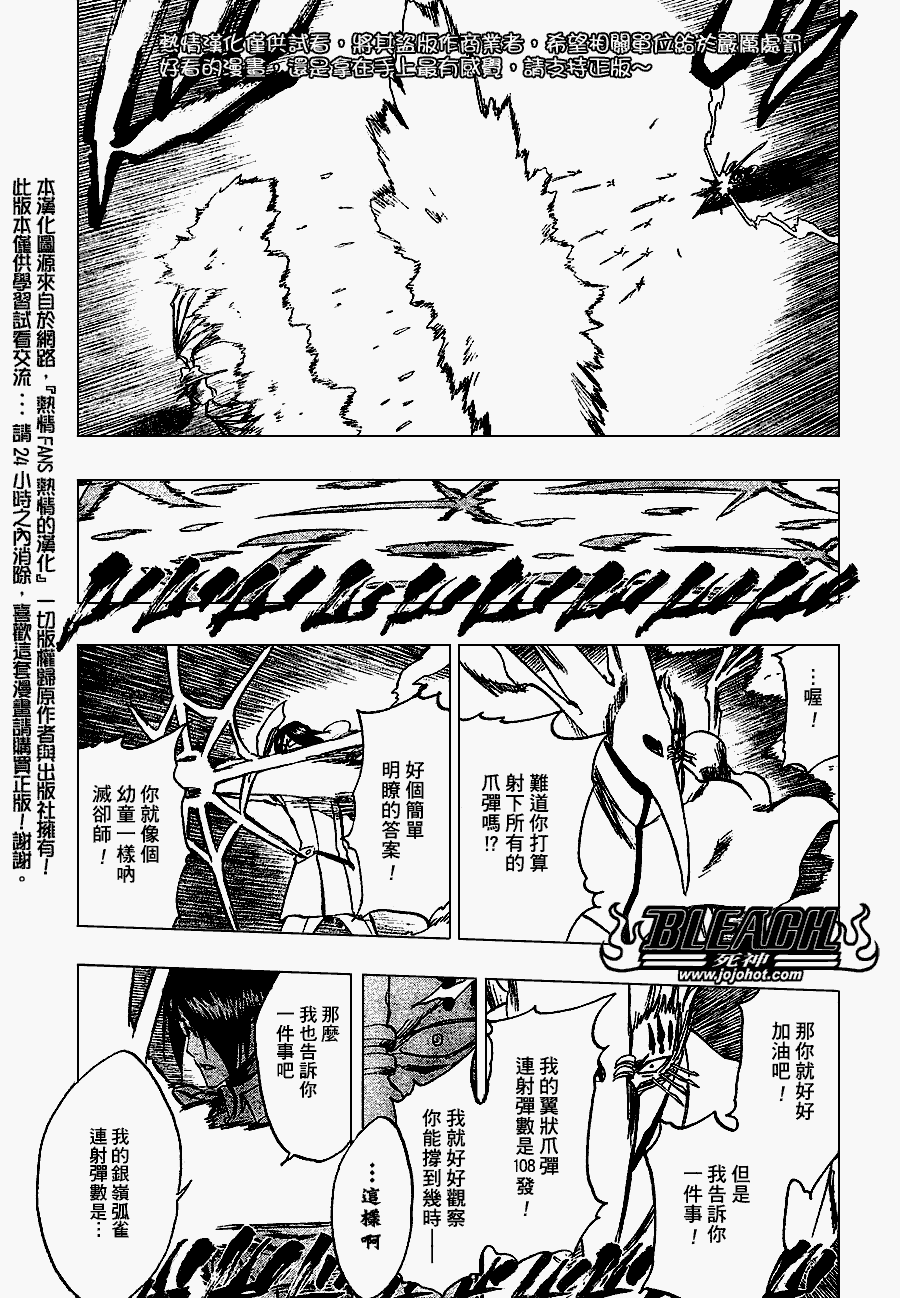 熱情漢化僅供試看，將其盜版作商業者，希望相關單位給於嚴厲處罰
好看的漫畫，還是拿在手上最有感覺，請支持正版～
本漢化圖源來自於網路，『熱情FANS熱情的漢化』一切版權歸原作者與出版社擁有！
此版本僅供學習試看交流...請24小時之內消除，喜歡這套漫畫請購買正版！謝謝。
…喔！
難道你打算
射下所有的
爪彈嗎!?
好個簡單
明瞭的答案！
你就像個
幼童一樣吶
滅卻師！
BLEACH
死神
www.jojohot.com
那你就好好
加油吧！
但是
我告訴你
一件事！
我的翼狀爪彈
連射彈數是
108發！
我就好好觀察
你能撐到幾時——
…這樣啊
那麼
我也告訴你
一件事吧
我的銀嶺弧雀
連射彈數是…